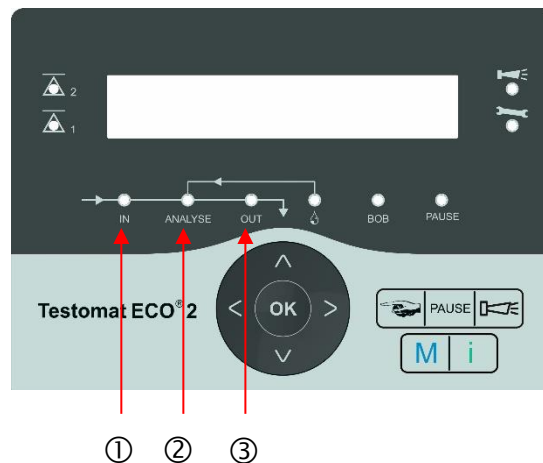 2
1
IN ANALYSE OUT BOB PAUSE
Testomat ECO® 2
OK
PAUSE
M i
① ② ③